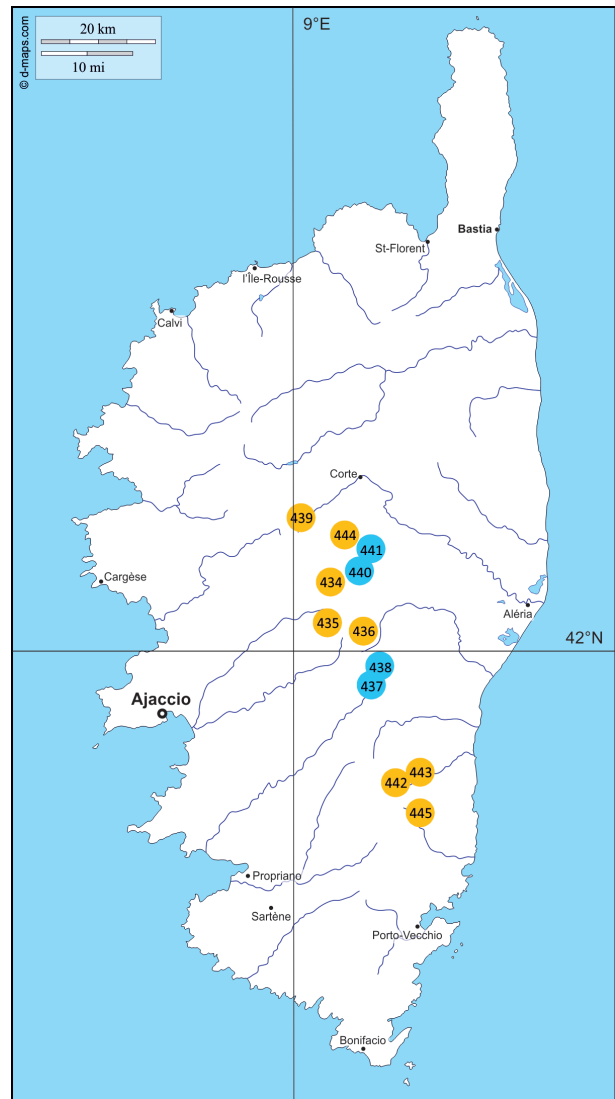 © d-maps.com
20 km
10 mi
9°E
Bastia
St-Florent
l'Île-Rousse
Calvi
Corte
439
444
441
440
434
Cargèse
Aléria
435
436
42°N
438
437
Ajaccio
443
442
445
Propriano
Sartène
Porto-Vecchio
Bonifacio